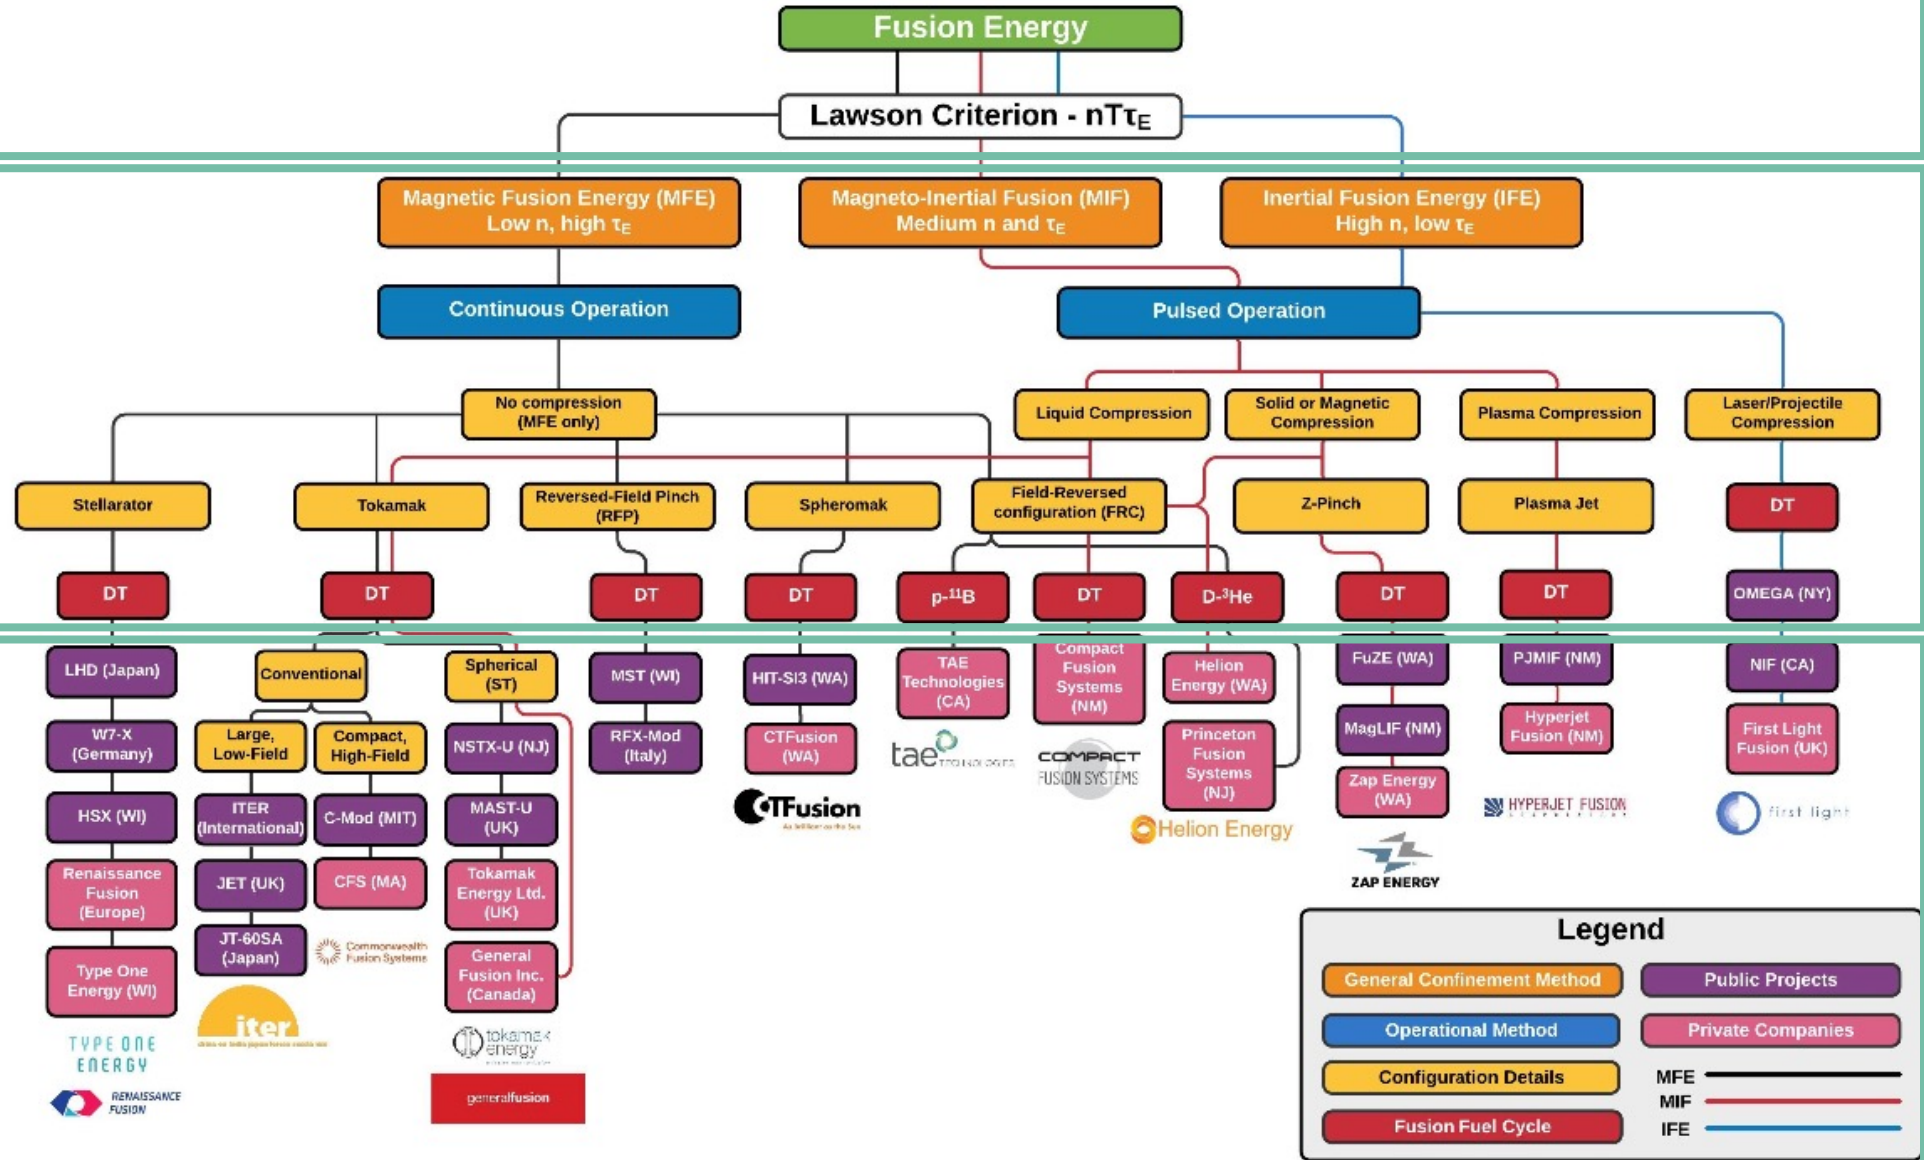 Fusion Energy
Lawson Criterion - nTτE
Magnetic Fusion Energy (MFE)
Low n, high τE
Magneto-Inertial Fusion (MIF)
Medium n and τE
Inertial Fusion Energy (IFE)
High n, low τE
Continuous Operation
Pulsed Operation
No compression
(MFE only)
Liquid Compression
Solid or Magnetic
Compression
Plasma Compression
Laser/Projectile
Compression
Stellarator
Tokamak
Reversed-Field Pinch
(RFP)
Spheromak
Field-Reversed
configuration (FRC)
Z-Pinch
Plasma Jet
DT
DT
DT
DT
DT
p-¹¹B
DT
D-³He
DT
DT
OMEGA (NY)
LHD (Japan)
W7-X
(Germany)
HSX (WI)
Renaissance
Fusion
(Europe)
Type One
Energy (WI)
TYPE ONE
ENERGY
RENAISSANCE
FUSION
Conventional
Large,
Low-Field
Compact,
High-Field
ITER
(International)
JET (UK)
JT-60SA
(Japan)
iter
C-Mod (MIT)
CFS (MA)
Commonwealth
Fusion Systems
Spherical
(ST)
NSTX-U (NJ)
MAST-U
(UK)
Tokamak
Energy Ltd.
(UK)
General
Fusion Inc.
(Canada)
tokamak
energy
generalfusion
MST (WI)
RFX-Mod
(Italy)
HIT-SI3 (WA)
CTFusion
(WA)
CTFusion
As brilliant as the Sun
TAE
Technologies
(CA)
tae
TECHNOLOGIES
Compact
Fusion
Systems
(NM)
COMPACT
FUSION SYSTEMS
Helion
Energy (WA)
Princeton
Fusion
Systems
(NJ)
Helion Energy
FuZE (WA)
MagLIF (NM)
Zap Energy
(WA)
ZAP ENERGY
PJMIF (NM)
Hyperjet
Fusion (NM)
HYPERJET FUSION
NIF (CA)
First Light
Fusion (UK)
first light
Legend
General Confinement Method
Public Projects
Operational Method
Private Companies
Configuration Details
Fusion Fuel Cycle
MFE
MIF
IFE